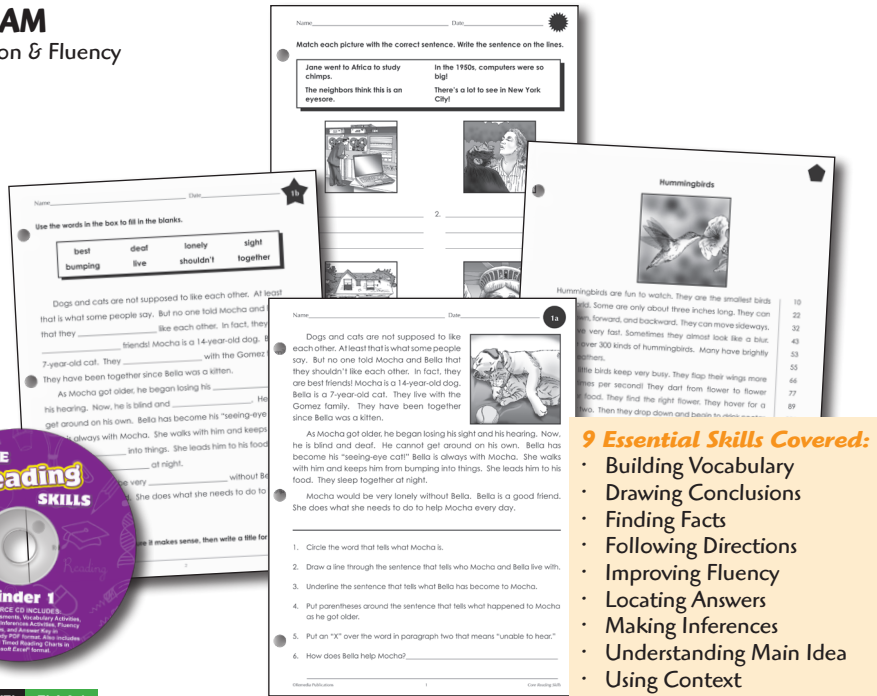 AM
on & Fluency
Name Date
Match each picture with the correct sentence. Write the sentence on the lines.
Jane went to Africa to study
chimps.
The neighbors think this is an
eyesore.
In the 1950s, computers were so
big!
There's a lot to see in New York
City!
2.
Name Date
1b
Use the words in the box to fill in the blanks.
best deaf lonely sight
bumping live shouldn't together
Dogs and cats are not supposed to like each other. At least
that is what some people say. But no one told Mocha and
that they like each other. In fact, they
friends! Mocha is a 14-year-old dog.
7-year-old cat. They with the Gomez
They have been together since Bella was a kitten.
As Mocha got older, he began losing his
his hearing. Now, he is blind and . He
get around on his own. Bella has become his "seeing-eye
is always with Mocha. She walks with him and keeps
into things. She leads him to his food
at night.
be very without
. She does what she needs to do to
sure it makes sense, then write a title for
Hummingbirds
Hummingbirds are fun to watch. They are the smallest birds 10
Some are only about three inches long. They can 22
forward, and backward. They can move sideways. 32
very fast. Sometimes they almost look like a blur. 43
over 300 kinds of hummingbirds. Many have brightly 53
55
little birds keep very busy. They flap their wings more 66
times per second! They dart from flower to flower 77
food. They find the right flower. They hover for a 89
two. Then they drop down and begin to drink
Name Date
1a
Dogs and cats are not supposed to like
each other. At least that is what some people
say. But no one told Mocha and Bella that
they shouldn't like each other. In fact, they
are best friends! Mocha is a 14-year-old dog.
Bella is a 7-year-old cat. They live with the
Gomez family. They have been together
since Bella was a kitten.
As Mocha got older, he began losing his sight and his hearing. Now,
he is blind and deaf. He cannot get around on his own. Bella has
become his "seeing-eye cat!" Bella is always with Mocha. She walks
with him and keeps him from bumping into things. She leads him to his
food. They sleep together at night.
Mocha would be very lonely without Bella. Bella is a good friend.
She does what she needs to do to help Mocha every day.
1. Circle the word that tells what Mocha is.
2. Draw a line through the sentence that tells who Mocha and Bella live with.
3. Underline the sentence that tells what Bella has become to Mocha.
4. Put parentheses around the sentence that tells what happened to Mocha
as he got older.
5. Put an "X" over the word in paragraph two that means "unable to hear."
6. How does Bella help Mocha?
©Remedia Publications 1 Core Reading Skills
eading
SKILLS
Reading
inder 1
9 Essential Skills Covered:
· Building Vocabulary
· Drawing Conclusions
· Finding Facts
· Following Directions
· Improving Fluency
· Locating Answers
· Making Inferences
· Understanding Main Idea
· Using Context